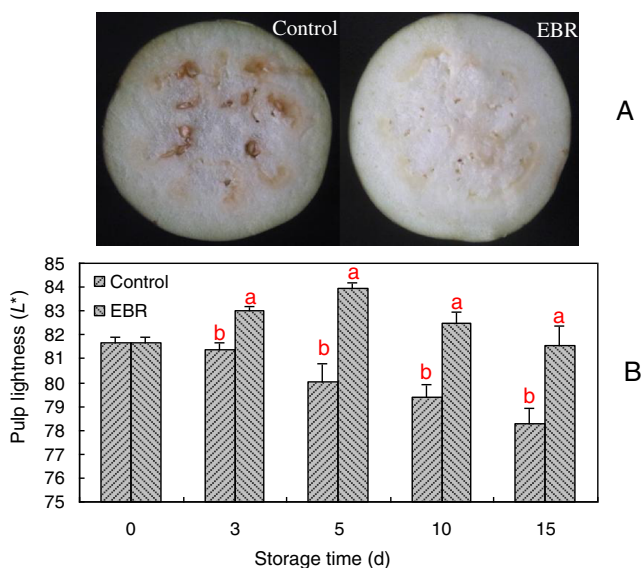 Control
EBR
A
85
84
83
82
81
80
79
78
77
76
75
Pulp lightness (L*)
Control
EBR
b
a
b
a
b
a
b
a
B
0
3
5
10
15
Storage time (d)